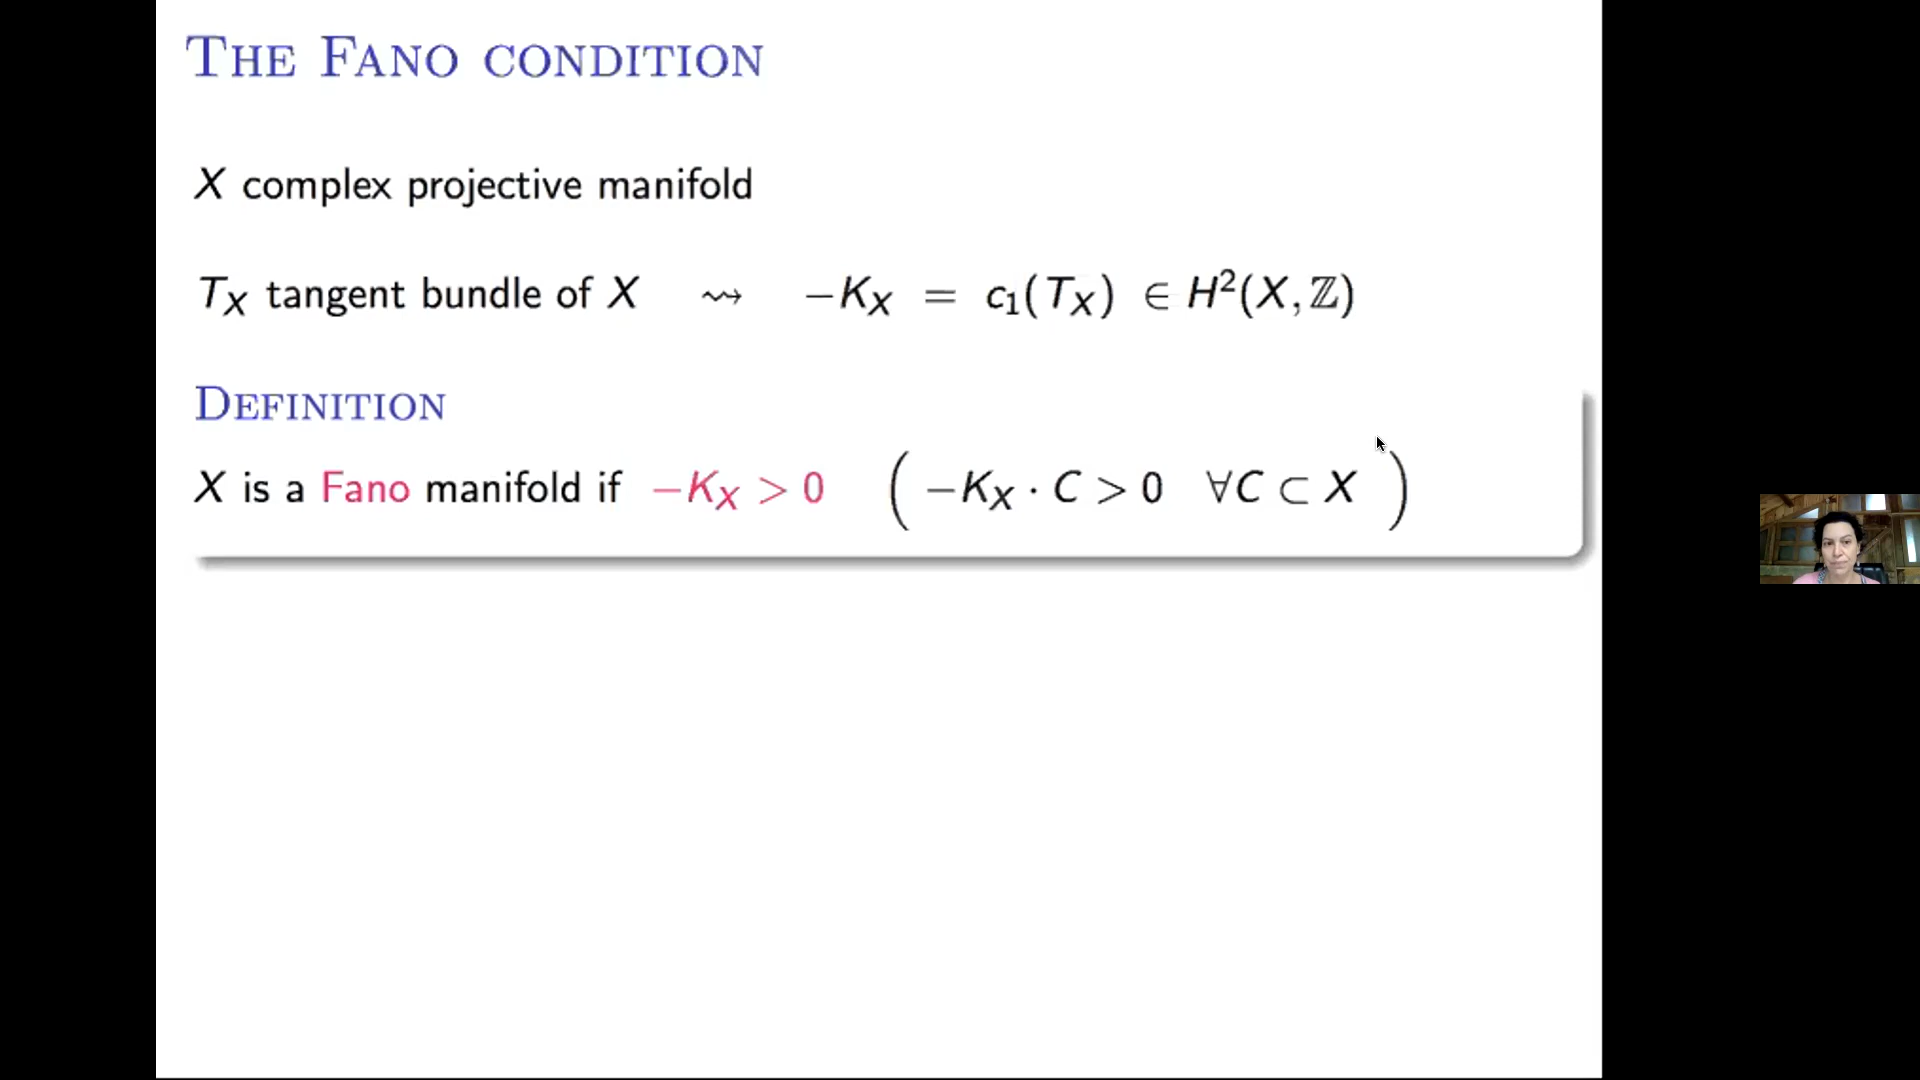 THE FANO CONDITION
X complex projective manifold
T_X tangent bundle of X ⇝ −K_X = c_1(T_X) ∈ H^2(X, ℤ)
DEFINITION
X is a Fano manifold if −K_X > 0 ( −K_X · C > 0 ∀C ⊂ X )